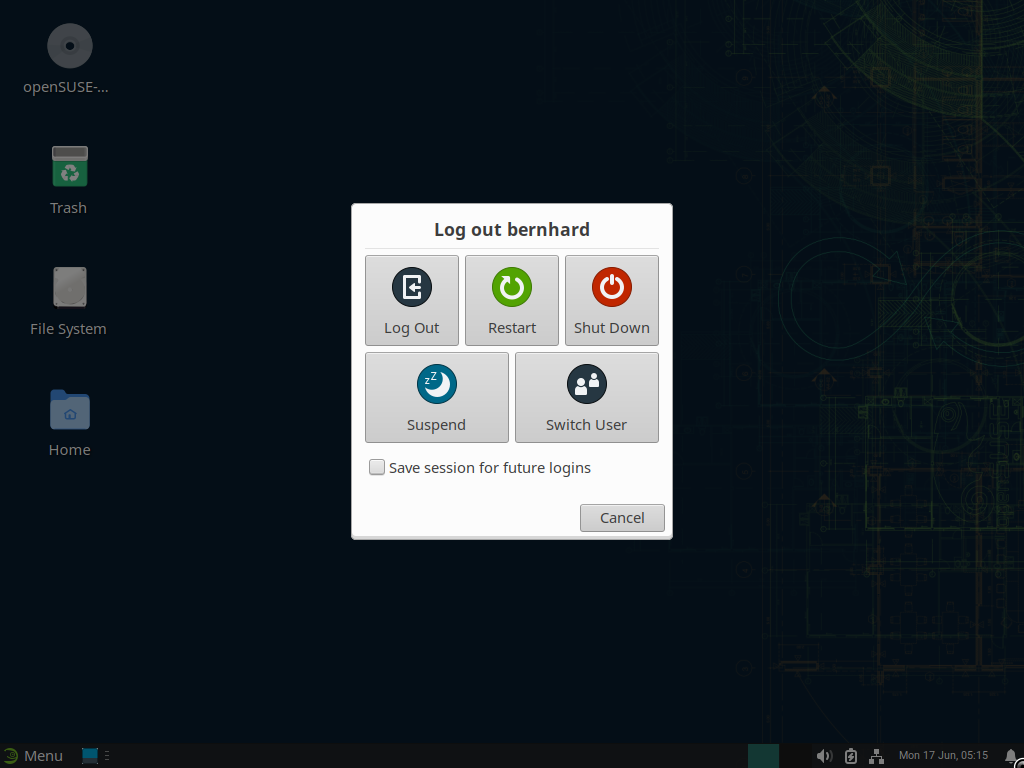 openSUSE-...
Trash
File System
Home
Log out bernhard
Log Out
Restart
Shut Down
Suspend
Switch User
Save session for future logins
Cancel
Menu
Mon 17 Jun, 05:15